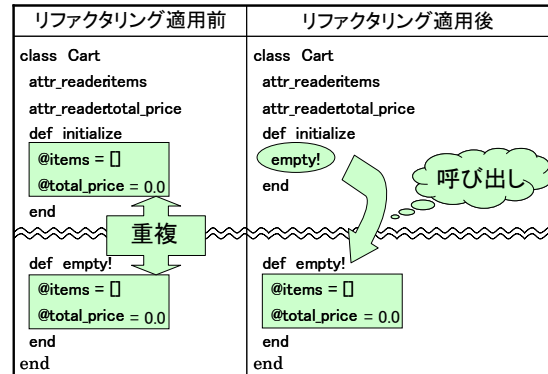 リファクタリング適用前
class Cart
attr_readeritems
attr_readertotal_price
def initialize
@items = []
@total_price = 0.0
end
重複
def empty!
@items = []
@total_price = 0.0
end
end
リファクタリング適用後
class Cart
attr_readeritems
attr_readertotal_price
def initialize
empty!
end
呼び出し
def empty!
@items = []
@total_price = 0.0
end
end